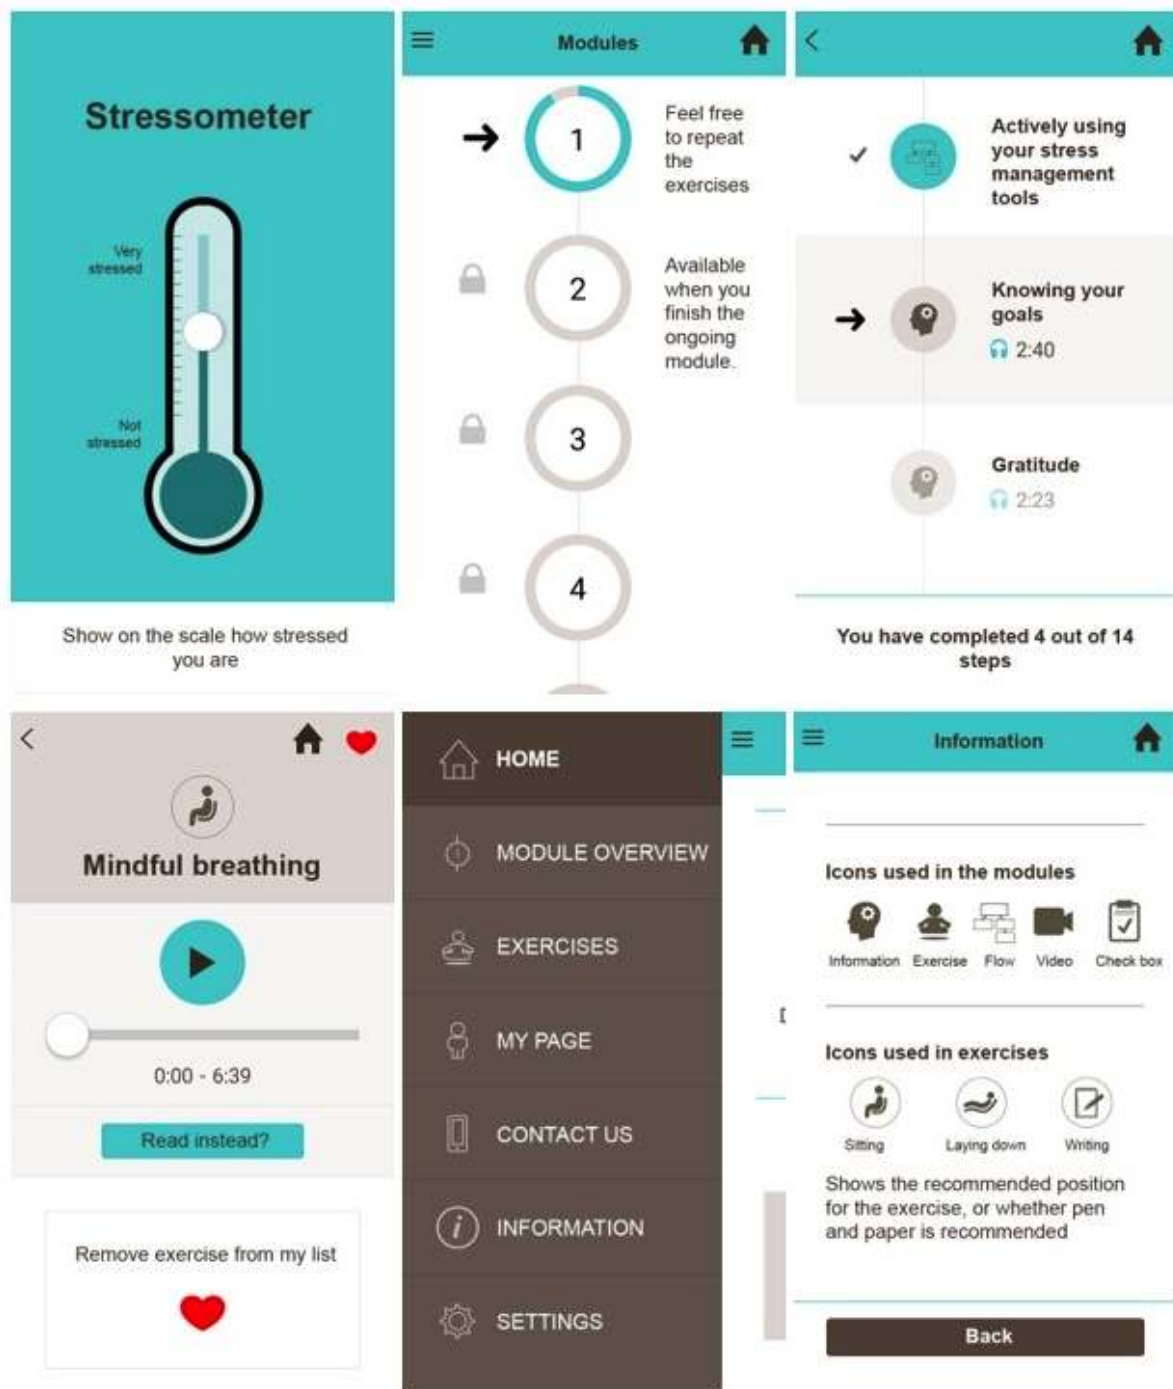 Stressometer
Very
stressed
Not
stressed
Show on the scale how stressed
you are
Modules
1
Feel free
to repeat
the
exercises
2
Available
when you
finish the
ongoing
module.
3
4
Actively using
your stress
management
tools
Knowing your
goals
2:40
Gratitude
2:23
You have completed 4 out of 14
steps
Mindful breathing
0:00 - 6:39
Read instead?
Remove exercise from my list
HOME
MODULE OVERVIEW
EXERCISES
MY PAGE
CONTACT US
i INFORMATION
SETTINGS
Information
Icons used in the modules
Information Exercise Flow Video Check box
Icons used in exercises
Sitting Laying down Writing
Shows the recommended position
for the exercise, or whether pen
and paper is recommended
Back